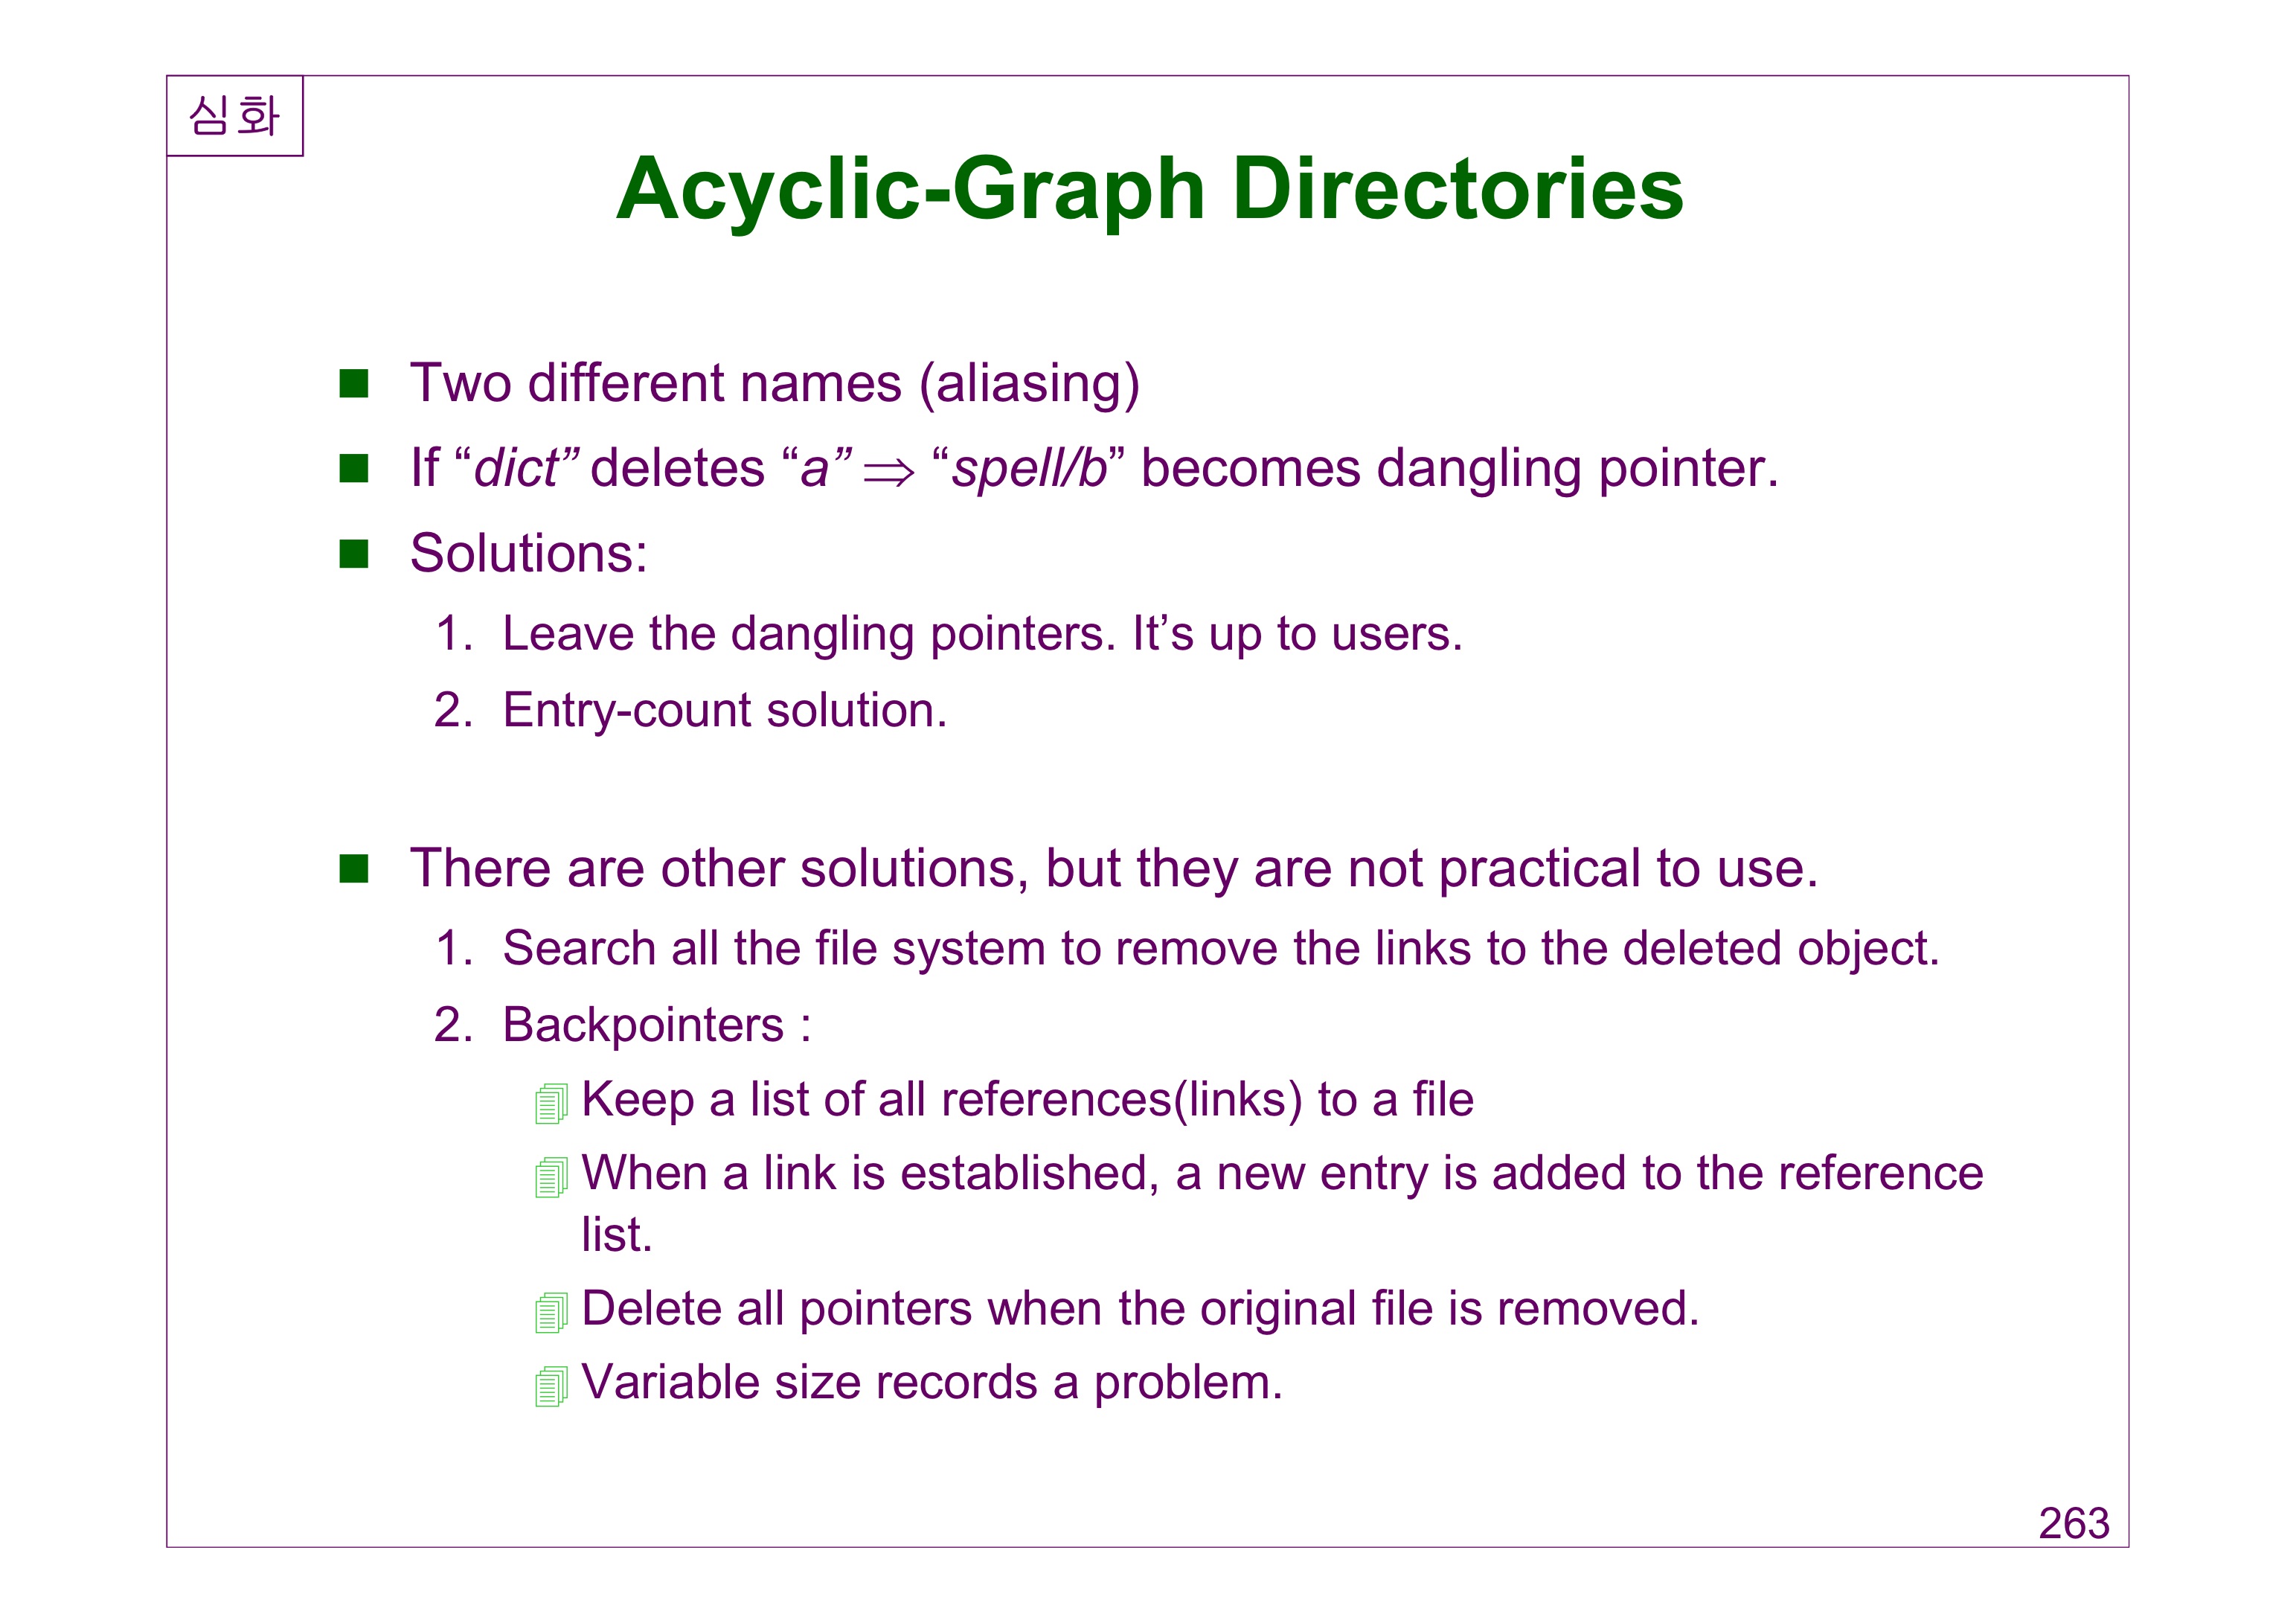 심화
Acyclic-Graph Directories
■ Two different names (aliasing)
■ If “dict” deletes “a” ⇒ “spell/b” becomes dangling pointer.
■ Solutions:
1. Leave the dangling pointers. It’s up to users.
2. Entry-count solution.
■ There are other solutions, but they are not practical to use.
1. Search all the file system to remove the links to the deleted object.
2. Backpointers :
Keep a list of all references(links) to a file
When a link is established, a new entry is added to the reference
list.
Delete all pointers when the original file is removed.
Variable size records a problem.
263